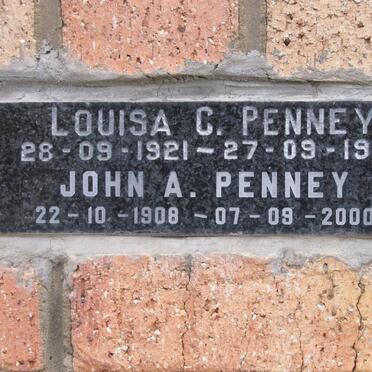 LOUISA C. PENNEY
28-09-1921 - 27-09-19
JOHN A. PENNEY
22-10-1908 - 07-09-2000